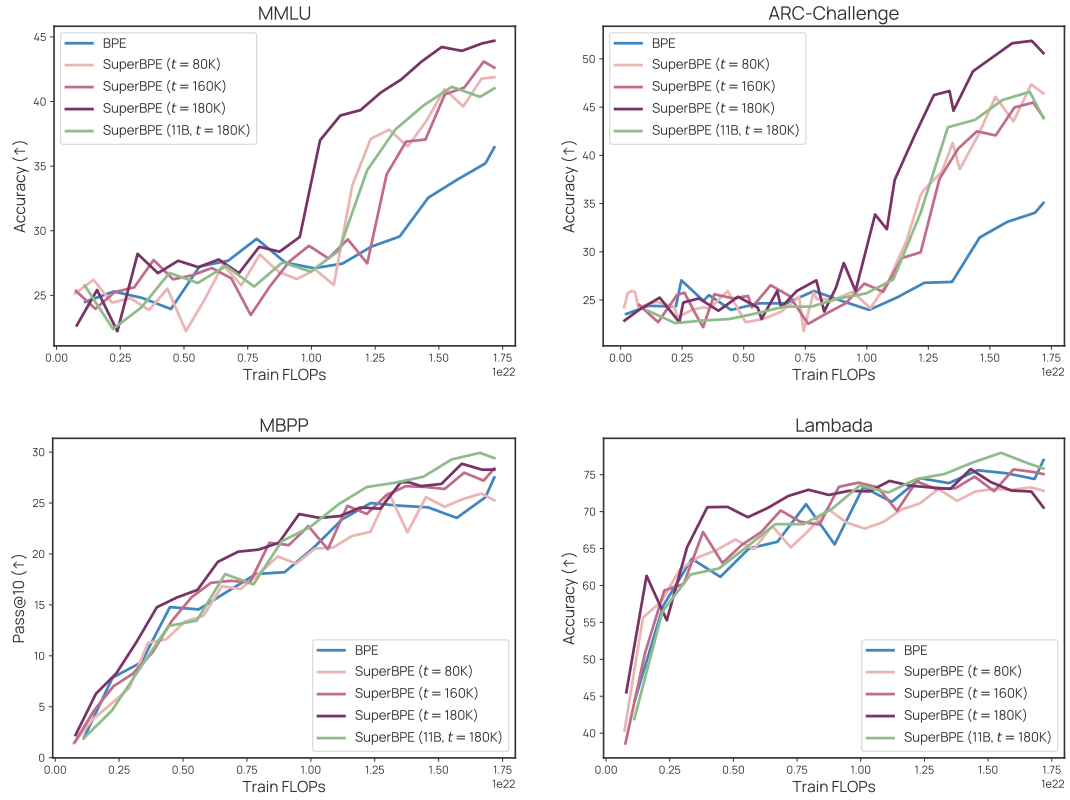 MMLU
45
40
35
30
25
Accuracy (↑)
BPE
SuperBPE (t = 80K)
SuperBPE (t = 160K)
SuperBPE (t = 180K)
SuperBPE (11B, t = 180K)
0.00 0.25 0.50 0.75 1.00 1.25 1.50 1.75
Train FLOPs
1e22
ARC-Challenge
50
45
40
35
30
25
Accuracy (↑)
BPE
SuperBPE (t = 80K)
SuperBPE (t = 160K)
SuperBPE (t = 180K)
SuperBPE (11B, t = 180K)
0.00 0.25 0.50 0.75 1.00 1.25 1.50 1.75
Train FLOPs
1e22
MBPP
30
25
20
15
10
5
0
Pass@10 (↑)
BPE
SuperBPE (t = 80K)
SuperBPE (t = 160K)
SuperBPE (t = 180K)
SuperBPE (11B, t = 180K)
0.00 0.25 0.50 0.75 1.00 1.25 1.50 1.75
Train FLOPs
1e22
Lambada
75
70
65
60
55
50
45
40
Accuracy (↑)
BPE
SuperBPE (t = 80K)
SuperBPE (t = 160K)
SuperBPE (t = 180K)
SuperBPE (11B, t = 180K)
0.00 0.25 0.50 0.75 1.00 1.25 1.50 1.75
Train FLOPs
1e22